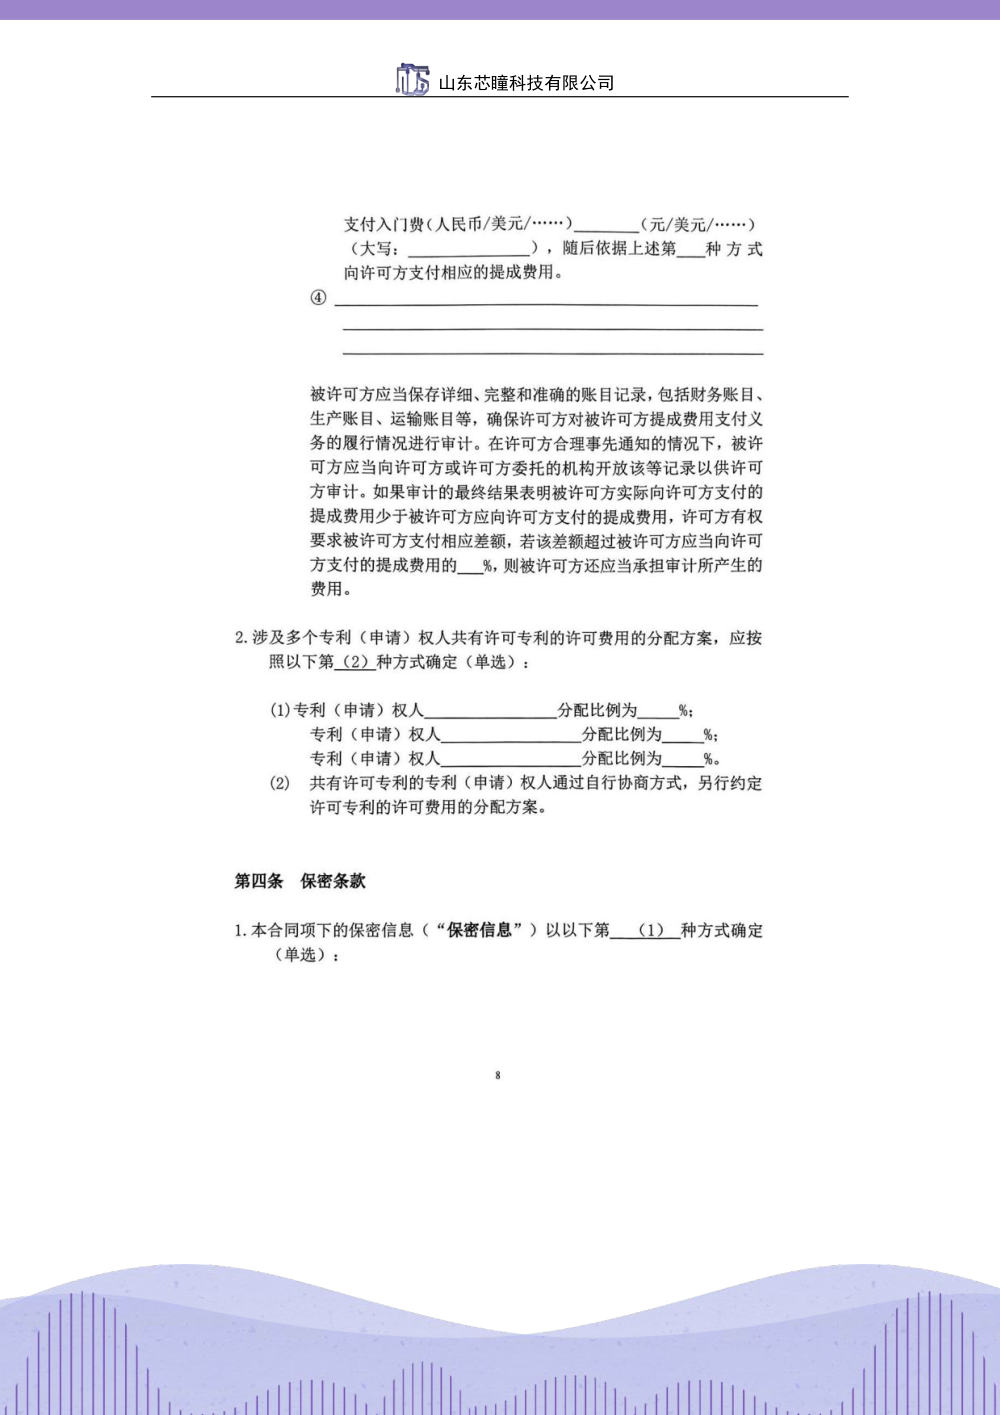 山东芯瞳科技有限公司
支付入门费(人民币/美元/……)________(元/美元/……)
(大写:______________),随后依据上述第___种方式
向许可方支付相应的提成费用。
④ ________________________________________
________________________________________
________________________________________
被许可方应当保存详细、完整和准确的账目记录,包括财务账目、
生产账目、运输账目等,确保许可方对被许可方提成费用支付义
务的履行情况进行审计。在许可方合理事先通知的情况下,被许
可方应当向许可方或许可方委托的机构开放该等记录以供许可
方审计。如果审计的最终结果表明被许可方实际向许可方支付的
提成费用少于被许可方应向许可方支付的提成费用,许可方有权
要求被许可方支付相应差额,若该差额超过被许可方应当向许可
方支付的提成费用的___%,则被许可方还应当承担审计所产生的
费用。
2.涉及多个专利(申请)权人共有许可专利的许可费用的分配方案,应按
照以下第_(2)_种方式确定(单选):
(1)专利(申请)权人________________分配比例为_____%;
专利(申请)权人_________________分配比例为_____%;
专利(申请)权人_________________分配比例为_____%。
(2) 共有许可专利的专利(申请)权人通过自行协商方式,另行约定
许可专利的许可费用的分配方案。
第四条 保密条款
1.本合同项下的保密信息(“保密信息”)以以下第___(1)__种方式确定
(单选):
8